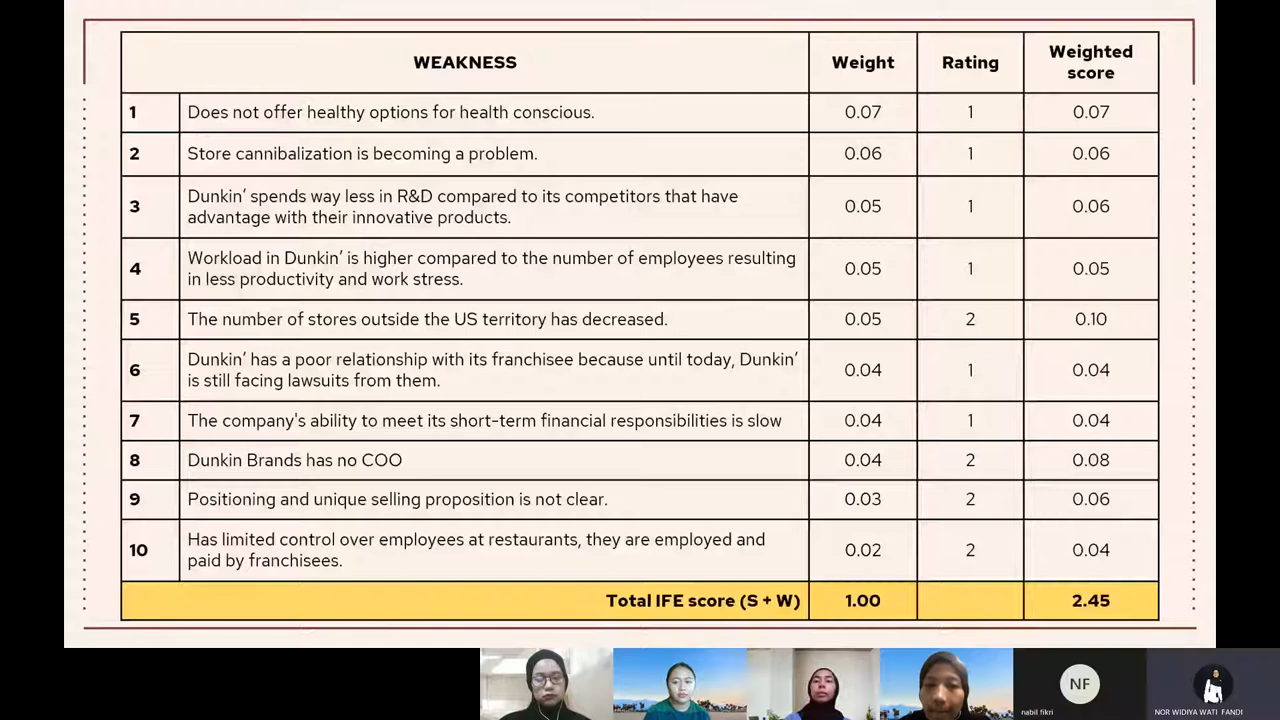 WEAKNESS Weight Rating Weighted
score
1 Does not offer healthy options for health conscious. 0.07 1 0.07
2 Store cannibalization is becoming a problem. 0.06 1 0.06
3 Dunkin’ spends way less in R&D compared to its competitors that have
advantage with their innovative products. 0.05 1 0.06
4 Workload in Dunkin’ is higher compared to the number of employees resulting
in less productivity and work stress. 0.05 1 0.05
5 The number of stores outside the US territory has decreased. 0.05 2 0.10
6 Dunkin’ has a poor relationship with its franchisee because until today, Dunkin’
is still facing lawsuits from them. 0.04 1 0.04
7 The company's ability to meet its short-term financial responsibilities is slow 0.04 1 0.04
8 Dunkin Brands has no COO 0.04 2 0.08
9 Positioning and unique selling proposition is not clear. 0.03 2 0.06
10 Has limited control over employees at restaurants, they are employed and
paid by franchisees. 0.02 2 0.04
Total IFE score (S + W) 1.00 2.45
NF
nabil fikri
NOR WIDIYA WATI FANDI